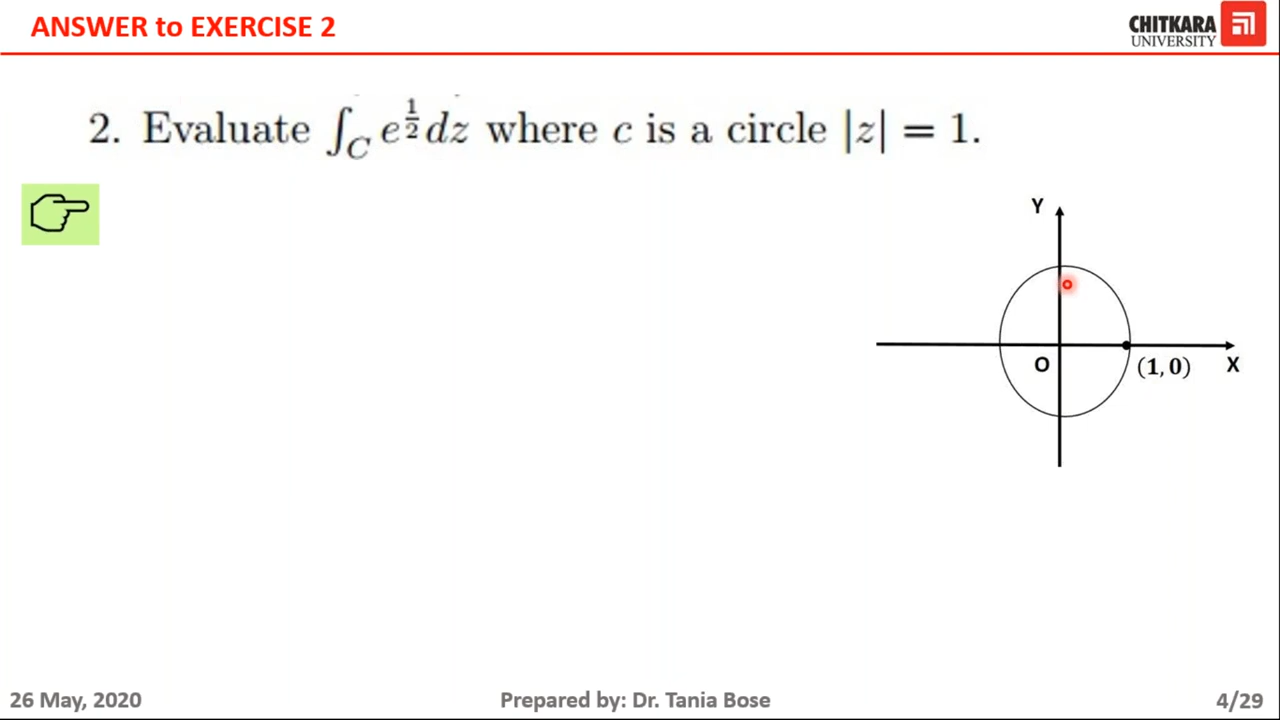 ANSWER to EXERCISE 2
CHITKARA
UNIVERSITY
2. Evaluate ∫_C e^{1/2} dz where c is a circle |z| = 1.
Y
O
(1, 0)
X
26 May, 2020
Prepared by: Dr. Tania Bose
4/29